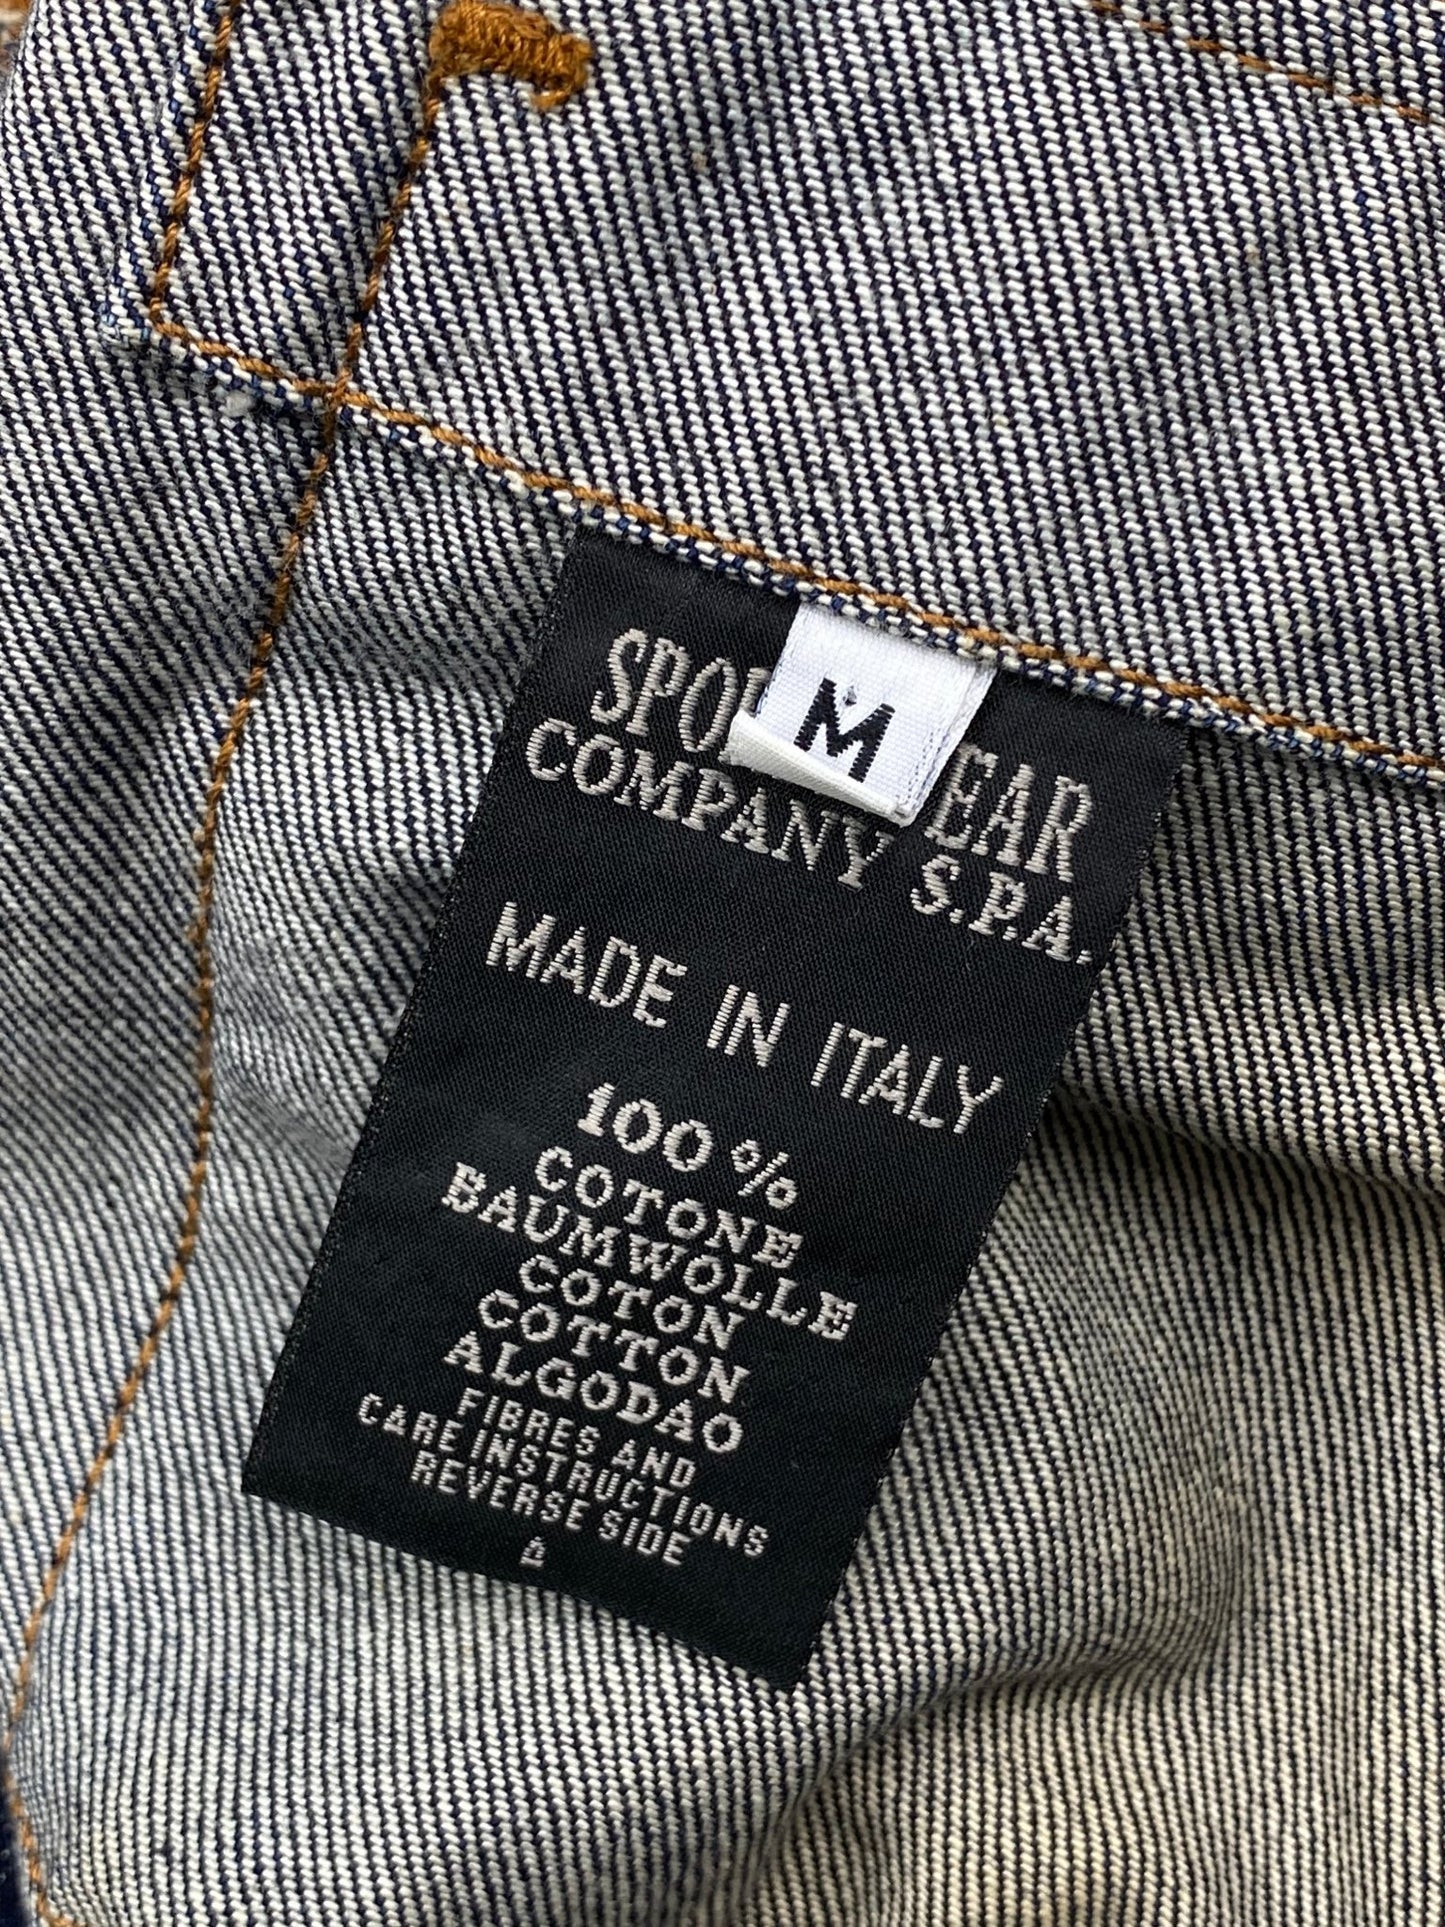 M
COMPANY S.P.A.
MADE IN ITALY
100%
COTONE
BAUMWOLLE
COTON
COTTON
ALGODAO
FIBRES AND
CARE INSTRUCTIONS
REVERSE SIDE